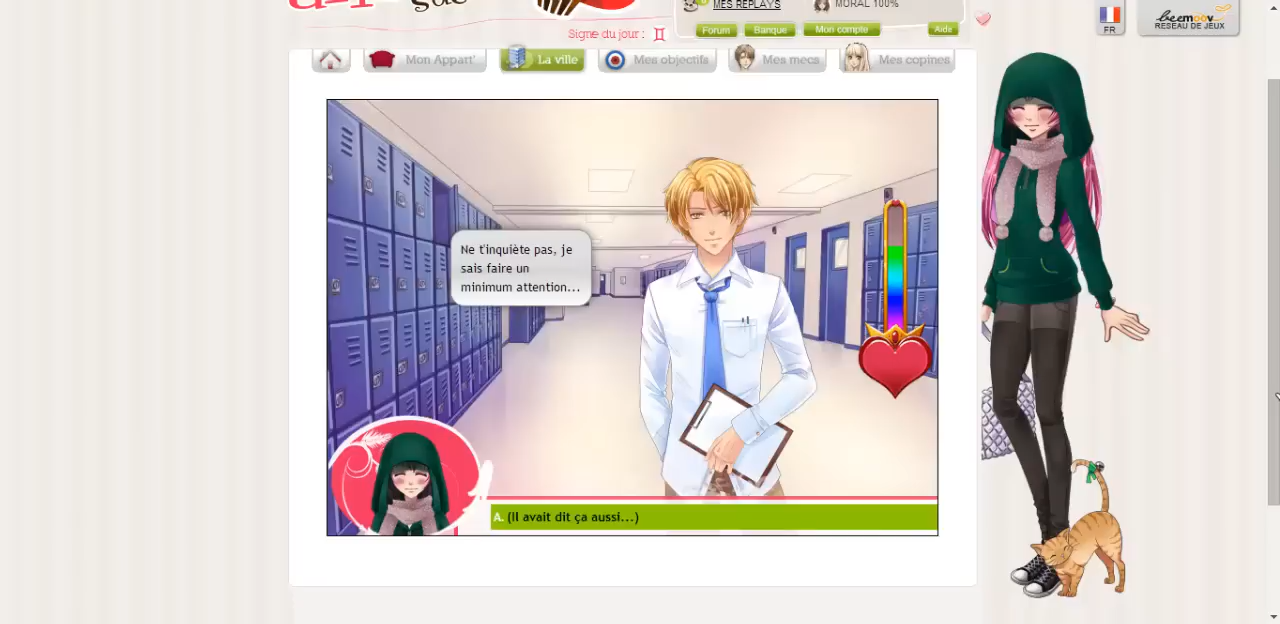 MES REPLAYS
MORAL 100%
Forum
Banque
Mon compte
Aide
Signe du jour :
FR
beemoov
RESEAU DE JEUX
Mon Appart'
La ville
Mes objectifs
Mes mecs
Mes copines
Ne t'inquiète pas, je
sais faire un
minimum attention...
A. (Il avait dit ça aussi...)